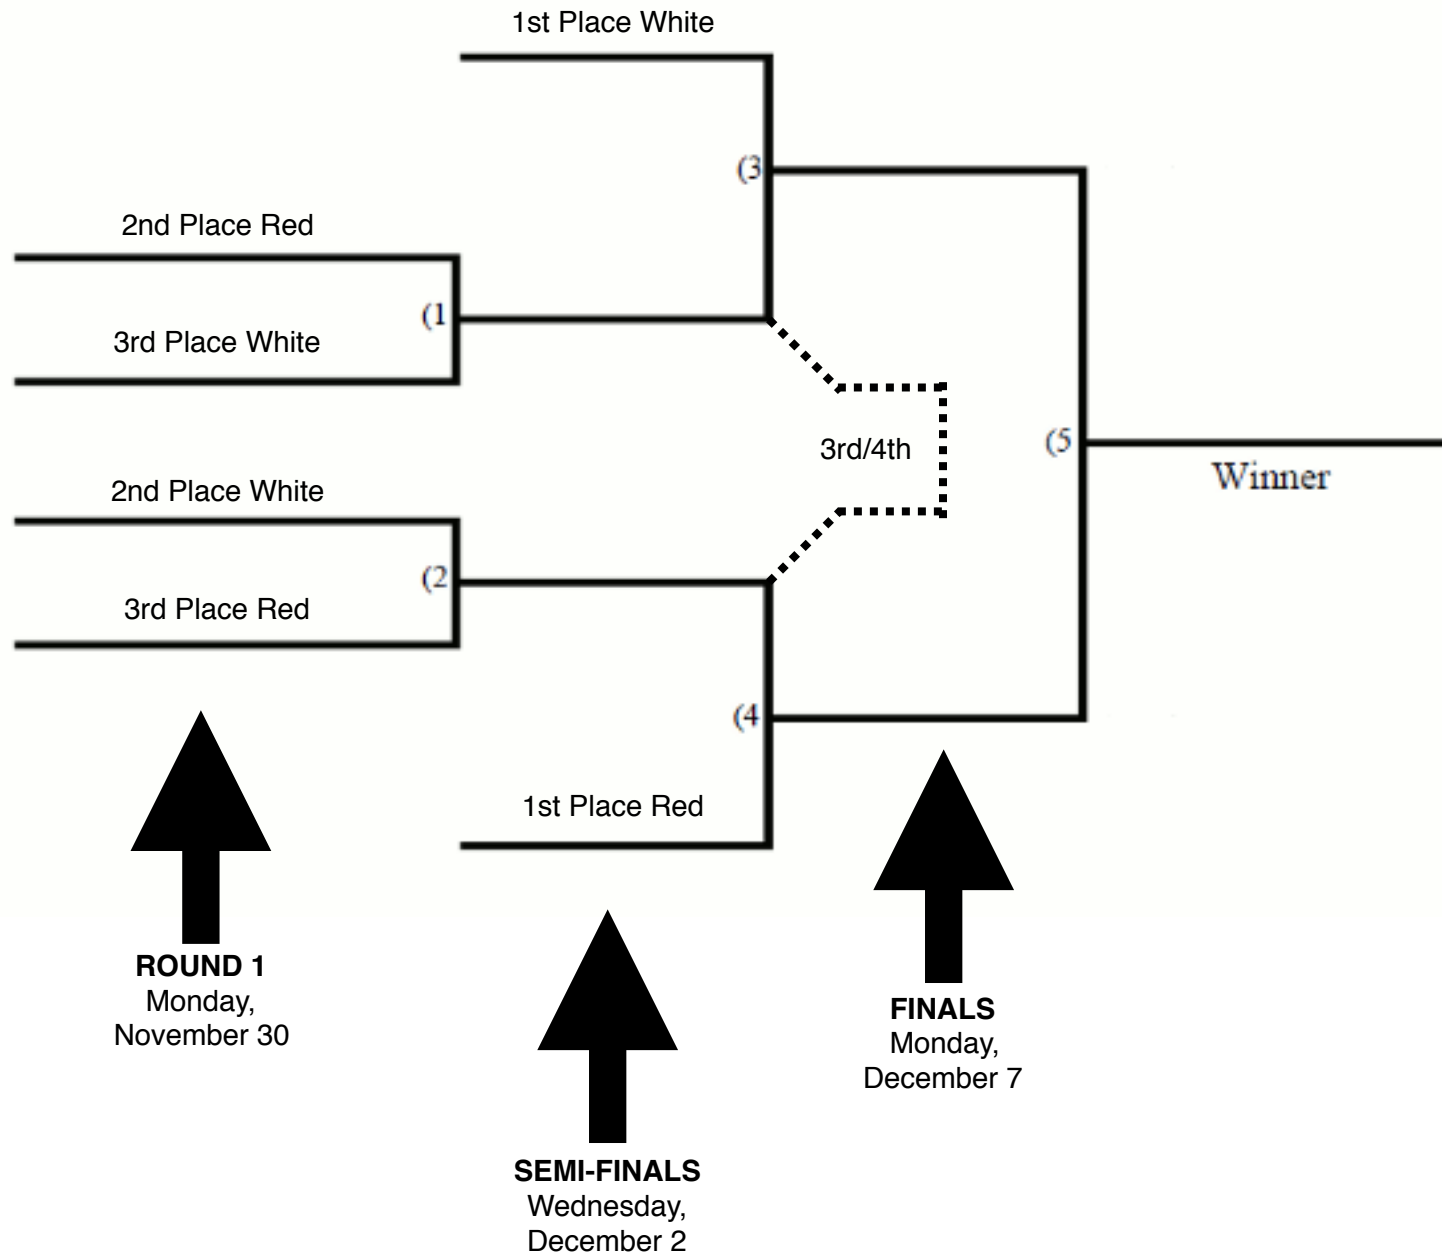 1st Place White
(3
2nd Place Red
(1
3rd Place White
3rd/4th
(5
Winner
2nd Place White
(2
3rd Place Red
(4
1st Place Red
ROUND 1
Monday,
November 30
FINALS
Monday,
December 7
SEMI-FINALS
Wednesday,
December 2